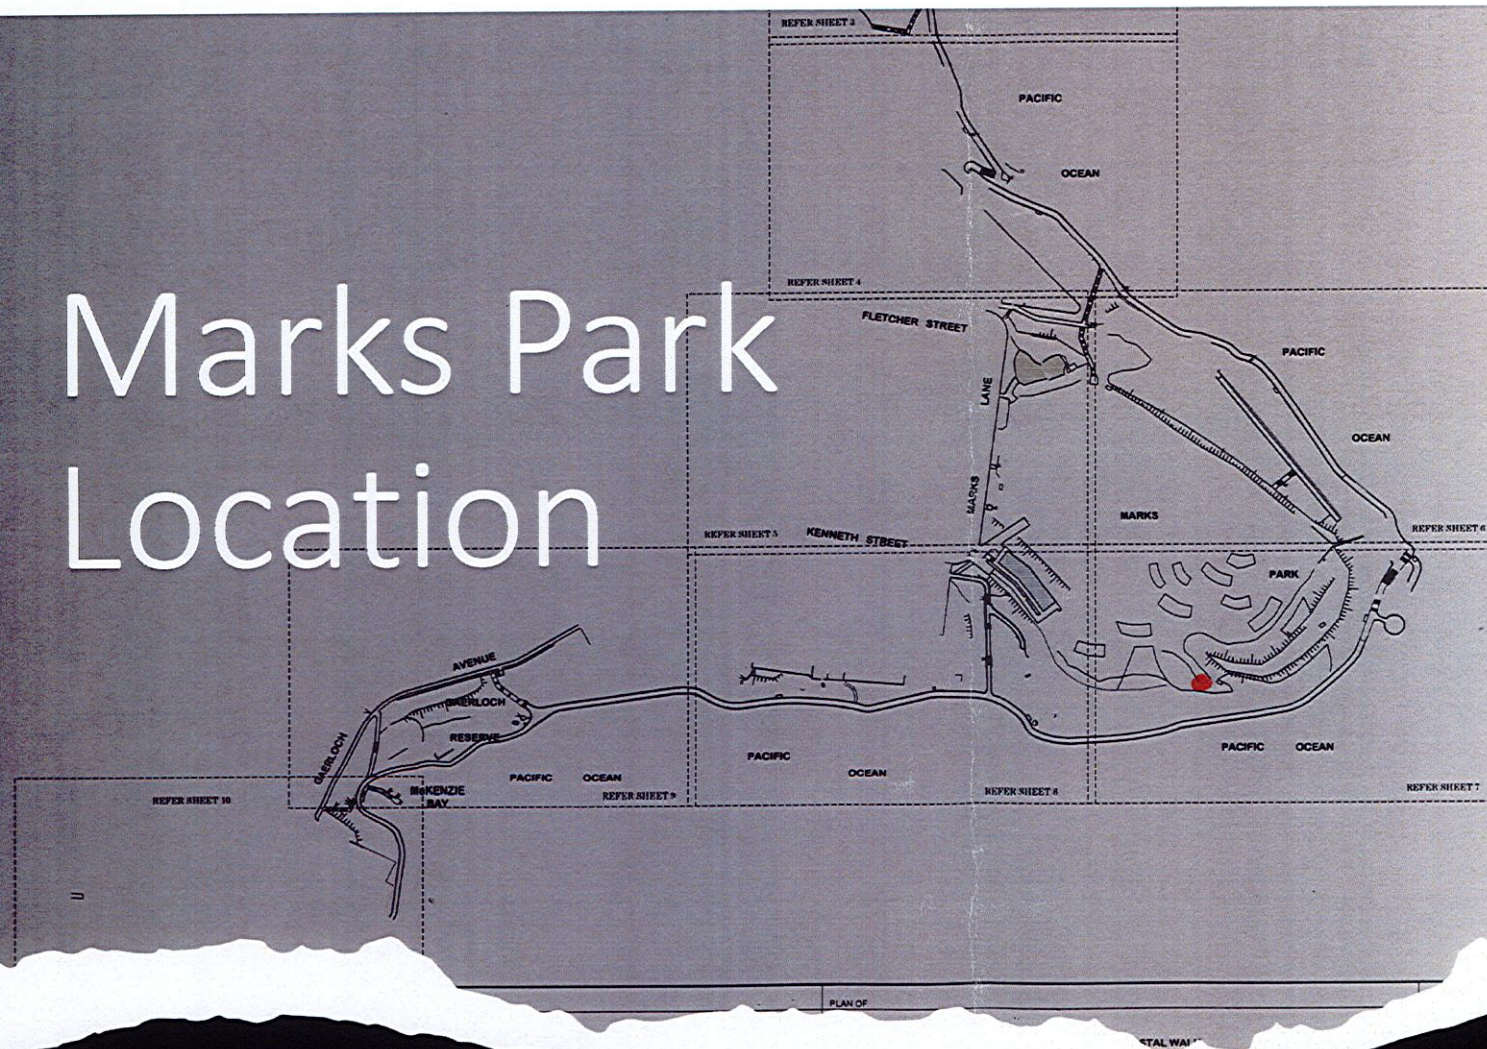 REFER SHEET 3
PACIFIC
OCEAN
REFER SHEET 4
Marks Park
Location
FLETCHER STREET
PACIFIC
OCEAN
LANE
MARKS
MARKS
REFER SHEET 5
KENNETH STREET
REFER SHEET 6
PARK
AVENUE
GAERLOCH
RESERVE
GAERLOCH
PACIFIC
OCEAN
PACIFIC OCEAN
PACIFIC OCEAN
McKENZIE
BAY
REFER SHEET 10
REFER SHEET 9
REFER SHEET 8
REFER SHEET 7
PLAN OF